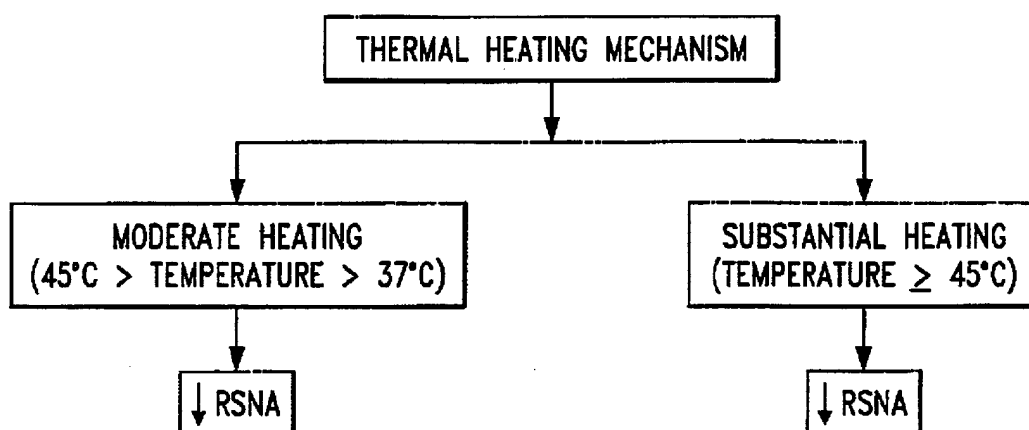 THERMAL HEATING MECHANISM
MODERATE HEATING
(45°C > TEMPERATURE > 37°C)
SUBSTANTIAL HEATING
(TEMPERATURE ≥ 45°C)
↓ RSNA
↓ RSNA